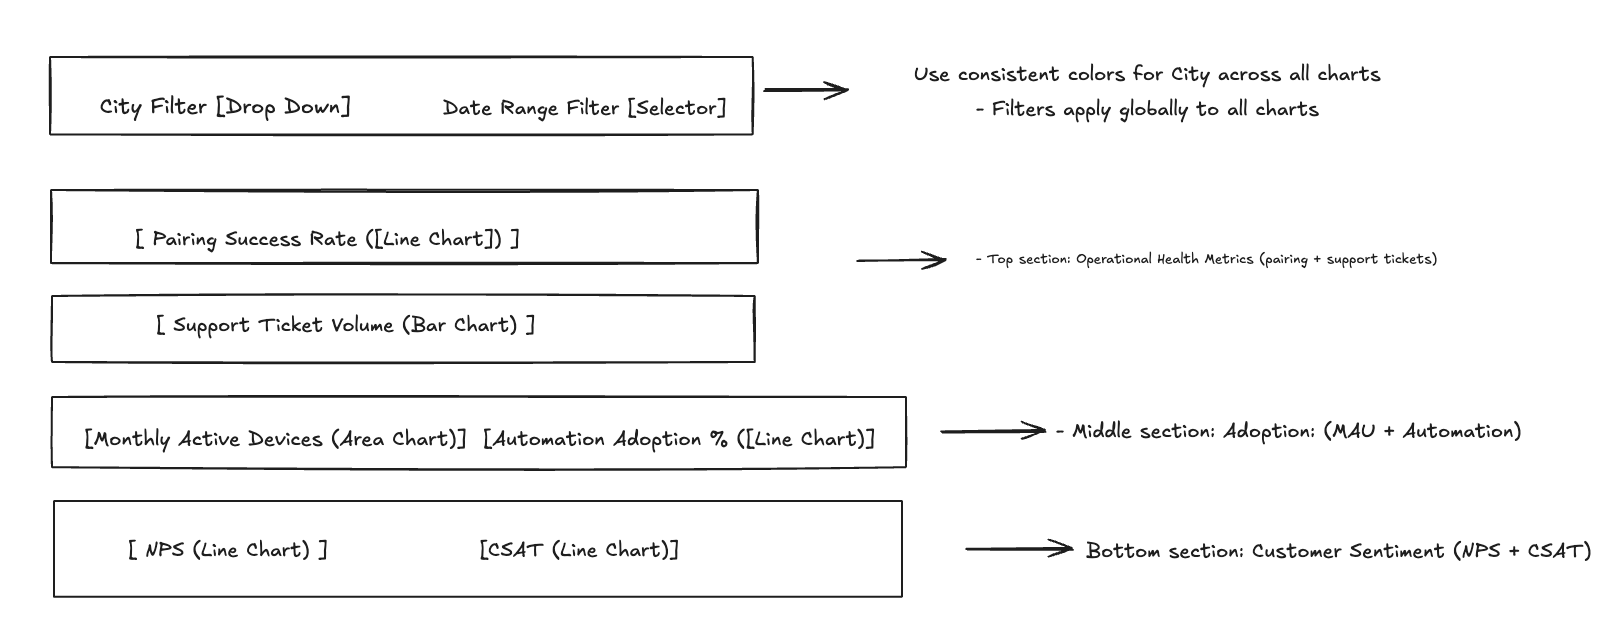 City Filter [Drop Down]
Date Range Filter [Selector]
Use consistent colors for City across all charts
- Filters apply globally to all charts
[ Pairing Success Rate ([Line Chart]) ]
- Top section: Operational Health Metrics (pairing + support tickets)
[ Support Ticket Volume (Bar Chart) ]
[Monthly Active Devices (Area Chart)] [Automation Adoption % ([Line Chart)]
- Middle section: Adoption: (MAU + Automation)
[ NPS (Line Chart) ]
[CSAT (Line Chart)]
Bottom section: Customer Sentiment (NPS + CSAT)